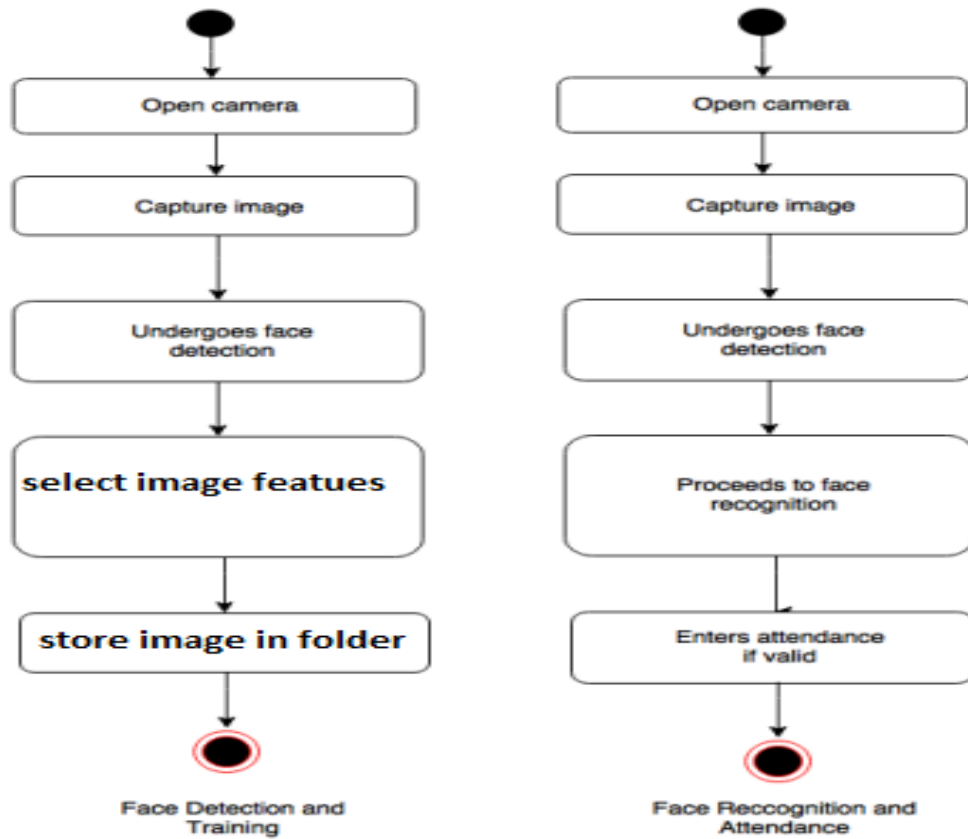 Open camera
Capture image
Undergoes face
detection
select image featues
store image in folder
Face Detection and
Training
Open camera
Capture image
Undergoes face
detection
Proceeds to face
recognition
Enters attendance
if valid
Face Reccognition and
Attendance